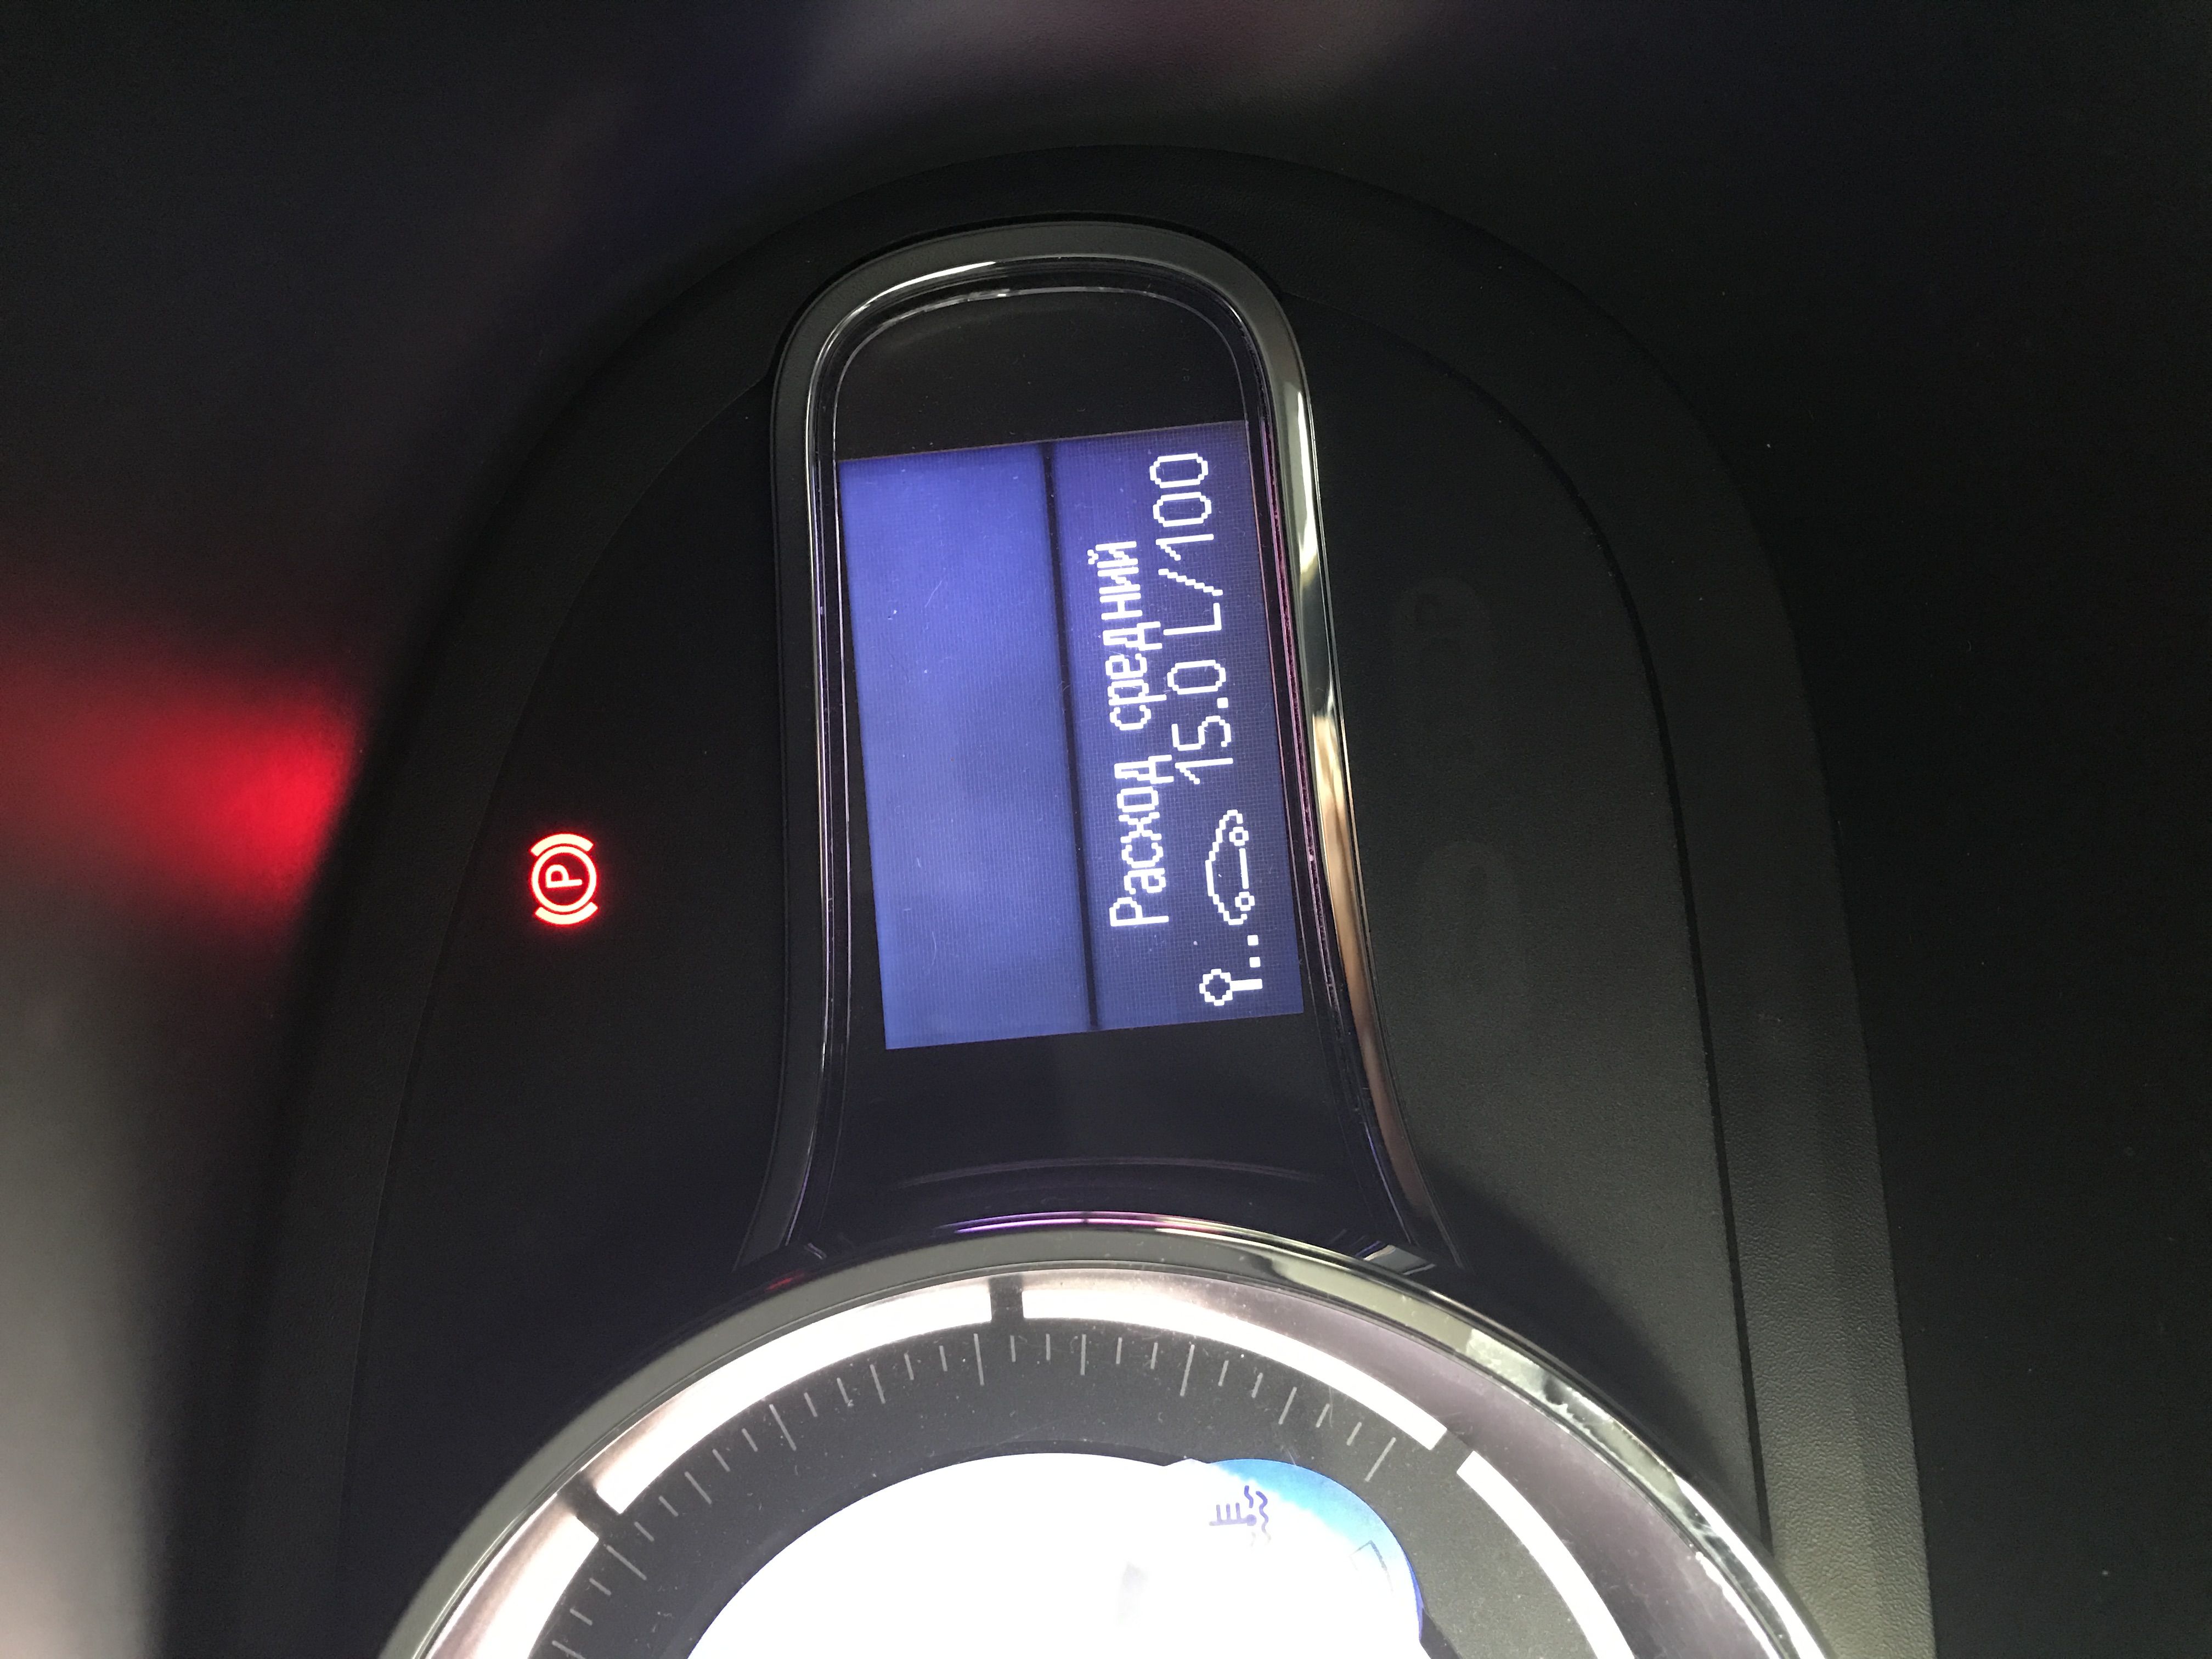 Расход средний
15.0 L/100
P